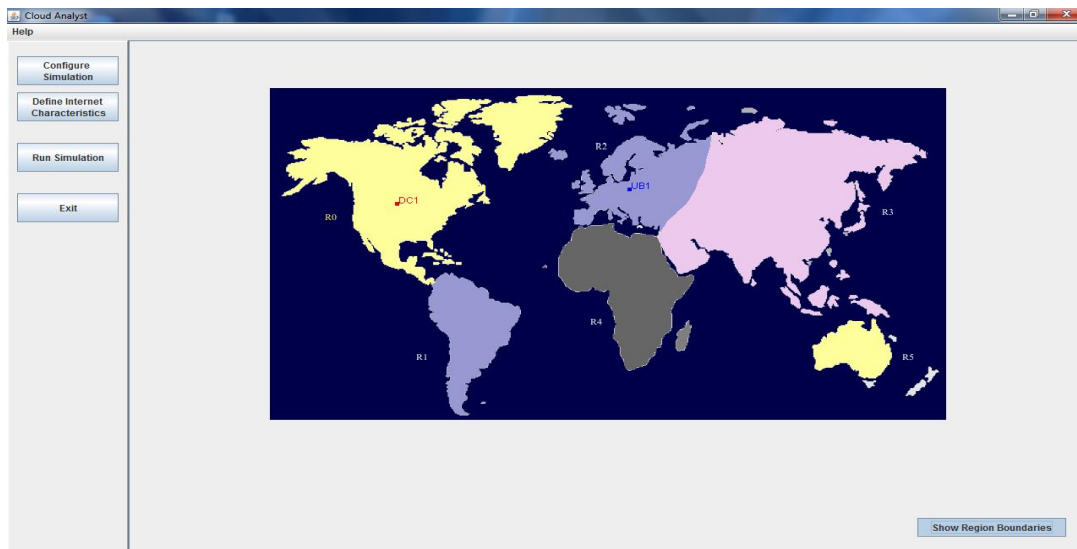 Cloud Analyst
Help
Configure
Simulation
Define Internet
Characteristics
Run Simulation
Exit
R2
UB1
DC1
R0
R3
R4
R1
R5
Show Region Boundaries